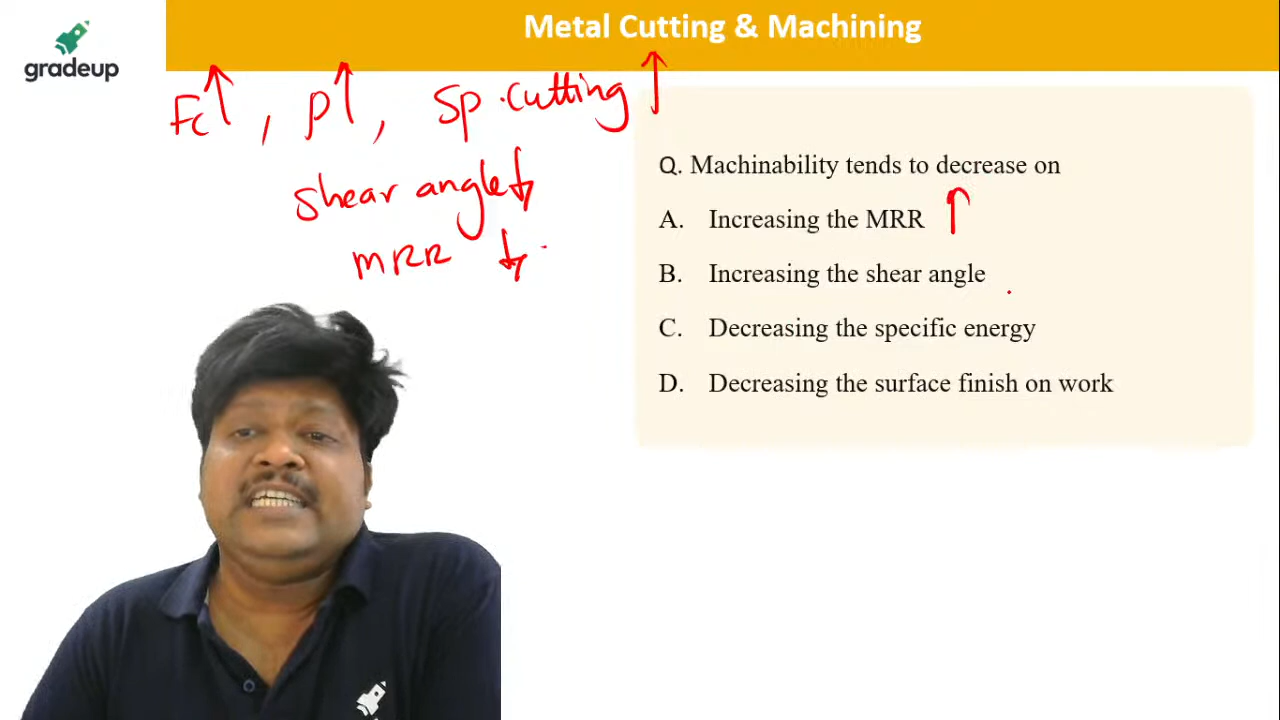 Metal Cutting & Machining
gradeup
Fc↑, P↑, Sp.cutting↑
shear angle↓
MRR ↓
Q. Machinability tends to decrease on
A. Increasing the MRR ↑
B. Increasing the shear angle
C. Decreasing the specific energy
D. Decreasing the surface finish on work